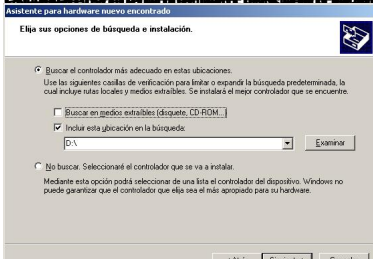 Asistente para hardware nuevo encontrado
Elija sus opciones de búsqueda e instalación.
Buscar el controlador más adecuado en estas ubicaciones.
Use las siguientes casillas de verificación para limitar o expandir la búsqueda predeterminada, la
cual incluye rutas locales y medios extraíbles. Se instalará el mejor controlador que se encuentre.
Buscar en medios extraíbles (disquete, CD-ROM...)
Incluir esta ubicación en la búsqueda:
D:\
Examinar
No buscar. Seleccionaré el controlador que se va a instalar.
Mediante esta opción podrá seleccionar de una lista el controlador del dispositivo. Windows no
puede garantizar que el controlador que elija sea el más apropiado para su hardware.